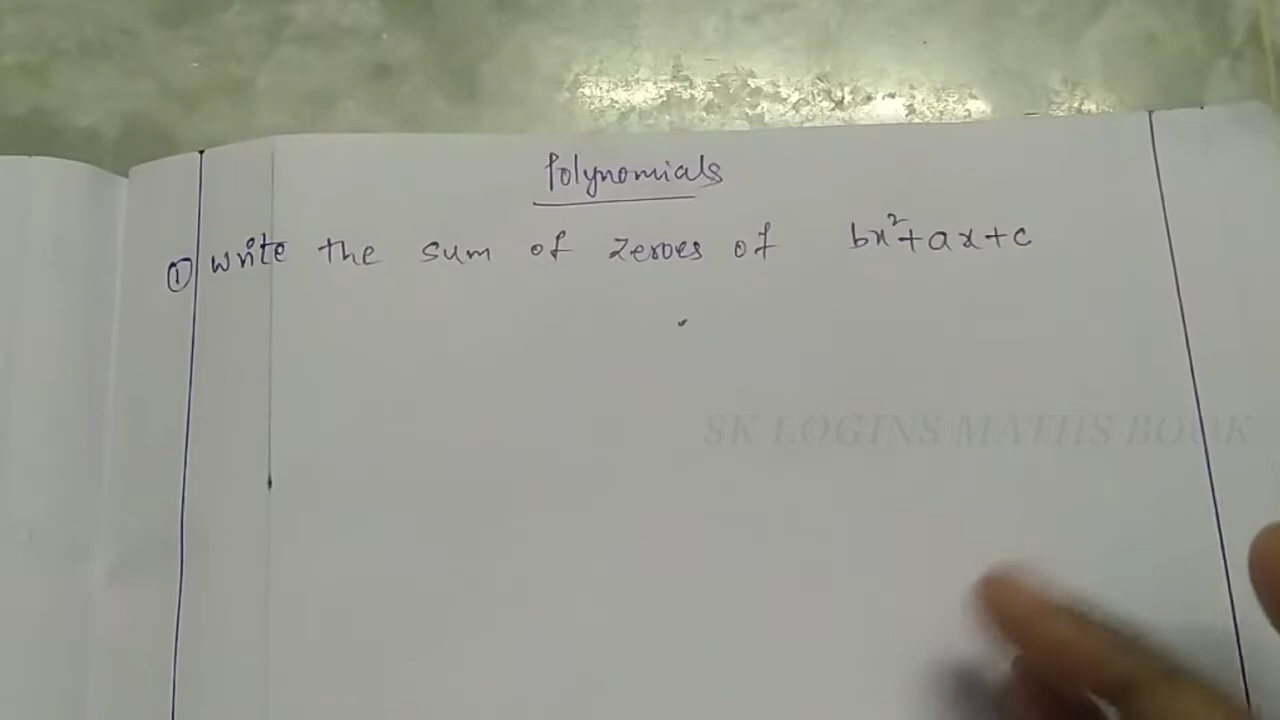 Polynomials
① Write the sum of zeroes of bx²+ax+c
SK LOGINS MATHS BOOK